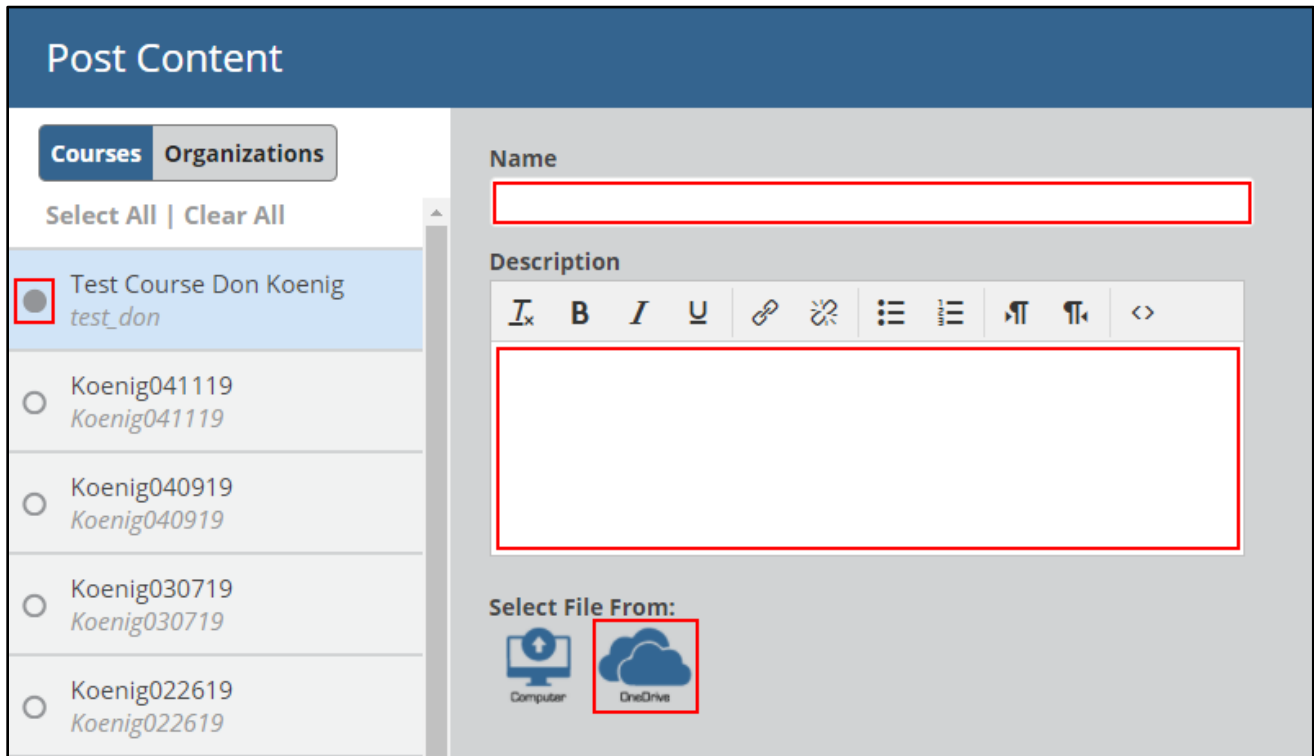 Post Content
Courses Organizations
Select All | Clear All
Test Course Don Koenig
test_don
Koenig041119
Koenig041119
Koenig040919
Koenig040919
Koenig030719
Koenig030719
Koenig022619
Koenig022619
Name
Description
Select File From:
Computer OneDrive